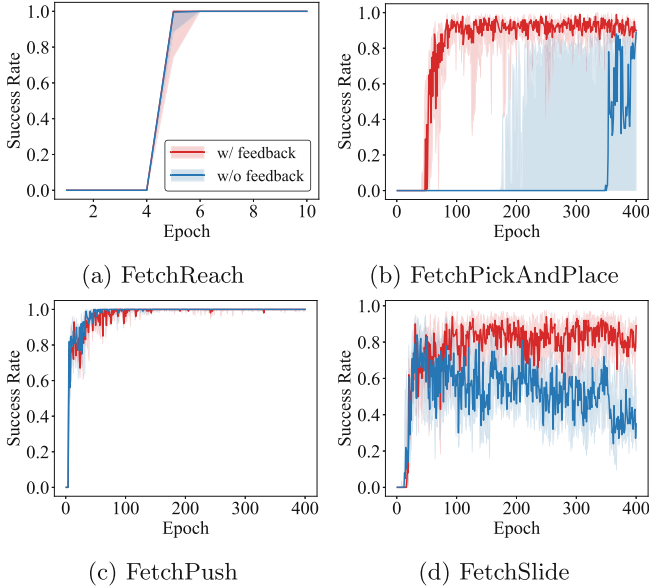 1.0
0.8
0.6
0.4
0.2
0.0
Success Rate
w/ feedback
w/o feedback
2 4 6 8 10
Epoch
(a) FetchReach
1.0
0.8
0.6
0.4
0.2
0.0
Success Rate
0 100 200 300 400
Epoch
(b) FetchPickAndPlace
1.0
0.8
0.6
0.4
0.2
0.0
Success Rate
0 100 200 300 400
Epoch
(c) FetchPush
1.0
0.8
0.6
0.4
0.2
0.0
Success Rate
0 100 200 300 400
Epoch
(d) FetchSlide